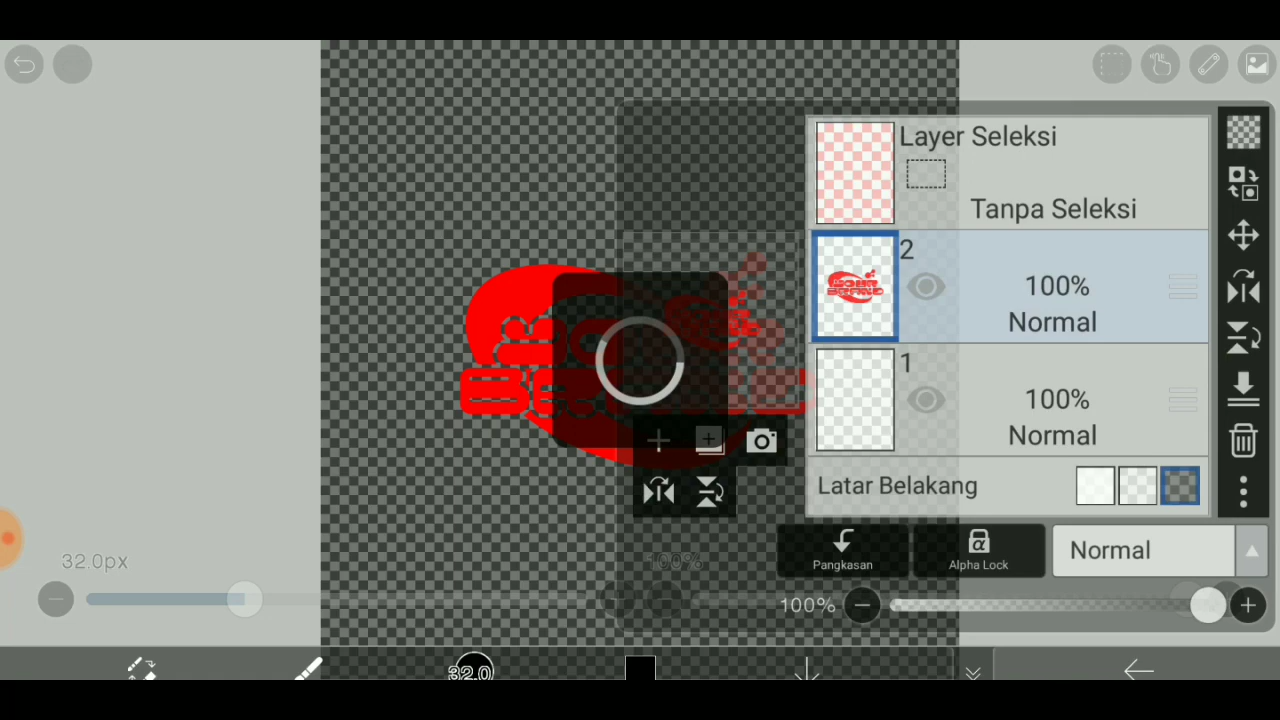 Layer Seleksi
Tanpa Seleksi
2
100%
Normal
1
100%
Normal
Latar Belakang
Pangkasan
α
Alpha Lock
Normal
32.0px
100%
100%
32.0